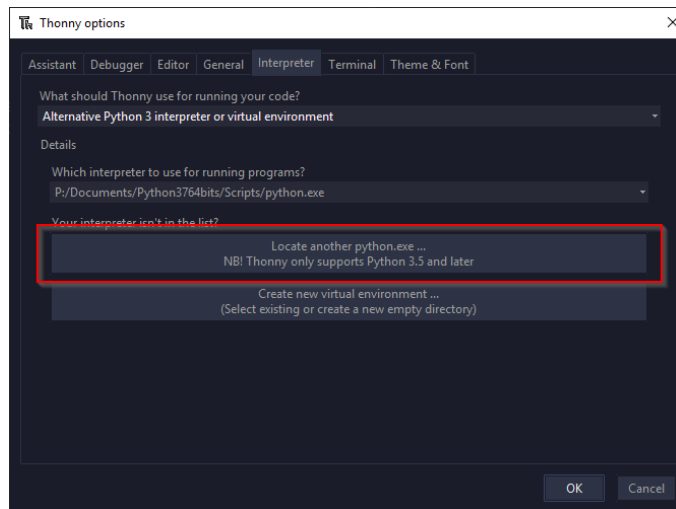 Thonny options
Assistant Debugger Editor General Interpreter Terminal Theme & Font
What should Thonny use for running your code?
Alternative Python 3 interpreter or virtual environment
Details
Which interpreter to use for running programs?
P:/Documents/Python3764bits/Scripts/python.exe
Your interpreter isn't in the list?
Locate another python.exe ...
NB! Thonny only supports Python 3.5 and later
Create new virtual environment ...
(Select existing or create a new empty directory)
OK Cancel